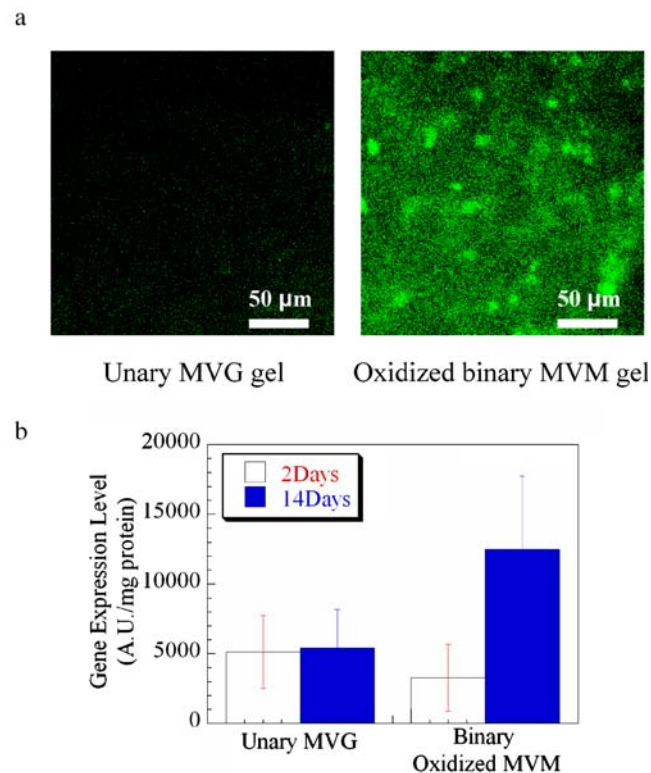 a
50 µm
50 µm
Unary MVG gel
Oxidized binary MVM gel
b
20000
15000
10000
5000
0
Gene Expression Level
(A.U./mg protein)
2Days
14Days
Unary MVG
Binary
Oxidized MVM